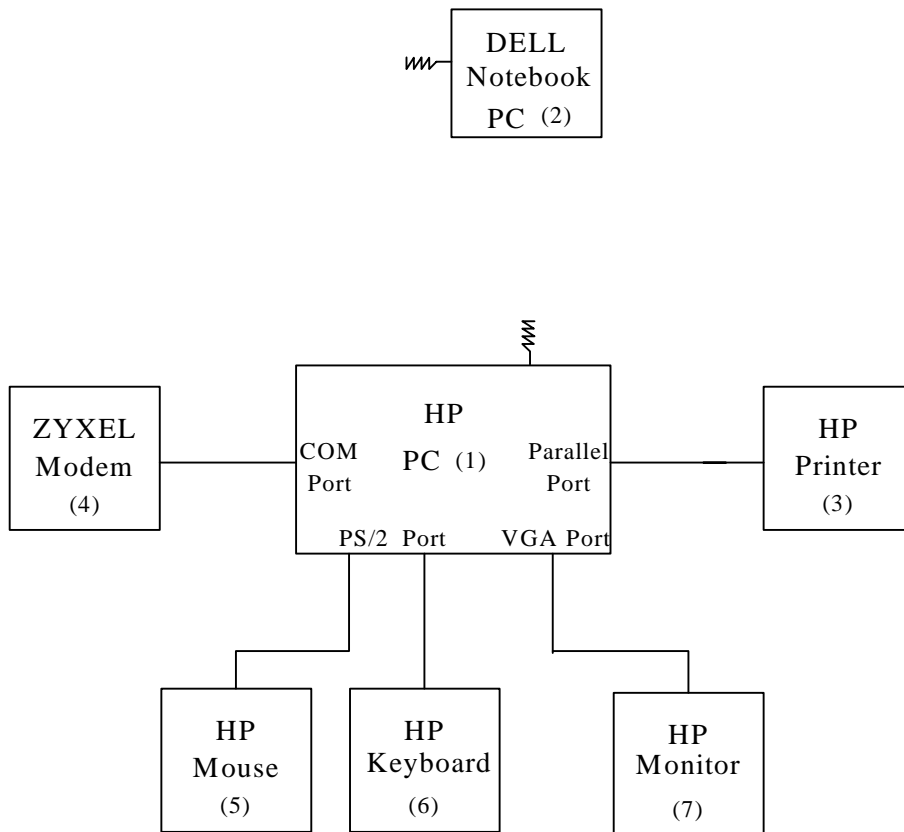 DELL
Notebook
PC (2)
ZYXEL
Modem
(4)
HP
PC (1)
COM
Port
Parallel
Port
PS/2 Port
VGA Port
HP
Printer
(3)
HP
Mouse
(5)
HP
Keyboard
(6)
HP
Monitor
(7)